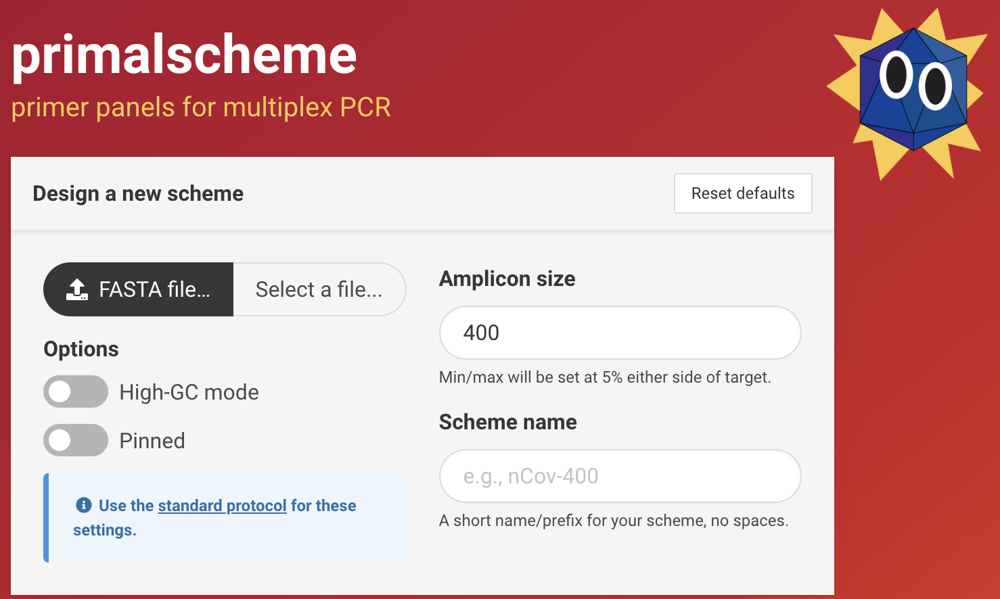 primalscheme
primer panels for multiplex PCR
Design a new scheme
Reset defaults
FASTA file...
Select a file...
Options
High-GC mode
Pinned
Use the standard protocol for these
settings.
Amplicon size
400
Min/max will be set at 5% either side of target.
Scheme name
e.g., nCov-400
A short name/prefix for your scheme, no spaces.